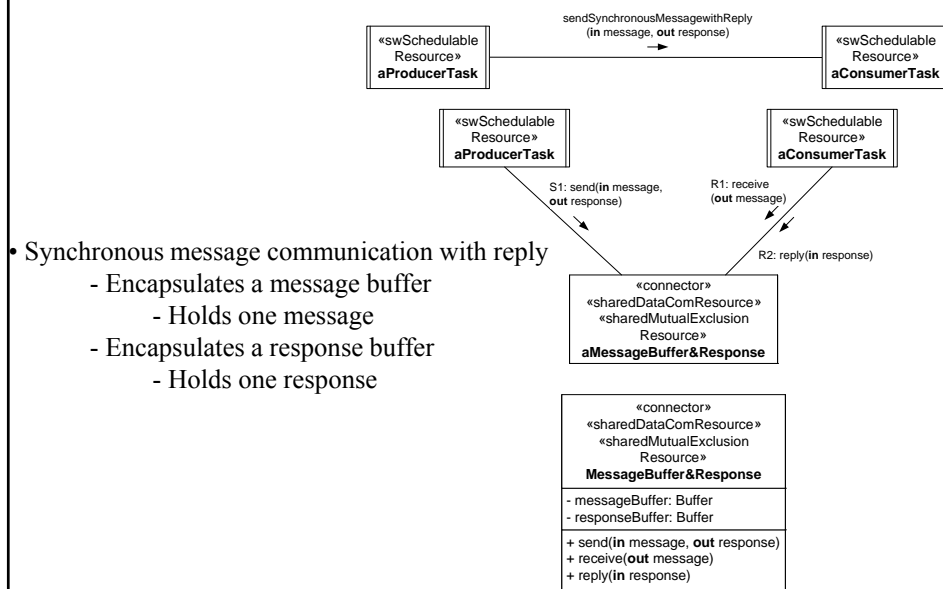 sendSynchronousMessagewithReply
(in message, out response)
«swSchedulable
Resource»
aProducerTask
«swSchedulable
Resource»
aConsumerTask
«swSchedulable
Resource»
aProducerTask
«swSchedulable
Resource»
aConsumerTask
S1: send(in message,
out response)
R1: receive
(out message)
R2: reply(in response)
• Synchronous message communication with reply
- Encapsulates a message buffer
- Holds one message
- Encapsulates a response buffer
- Holds one response
«connector»
«sharedDataComResource»
«sharedMutualExclusion
Resource»
aMessageBuffer&Response
«connector»
«sharedDataComResource»
«sharedMutualExclusion
Resource»
MessageBuffer&Response
- messageBuffer: Buffer
- responseBuffer: Buffer
+ send(in message, out response)
+ receive(out message)
+ reply(in response)